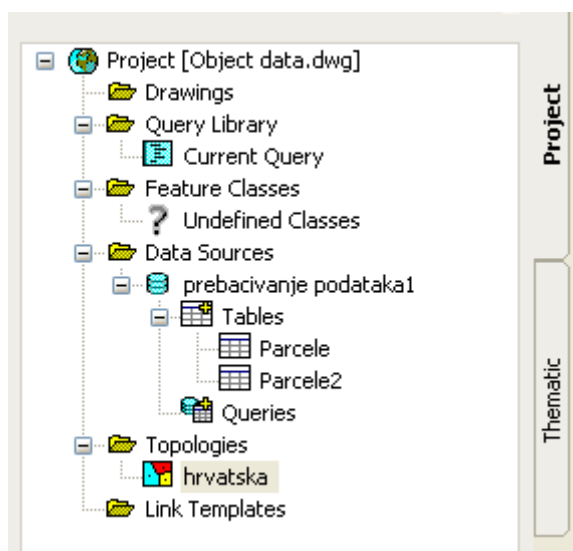 Project [Object data.dwg]
Drawings
Query Library
Current Query
Feature Classes
Undefined Classes
Data Sources
prebacivanje podataka1
Tables
Parcele
Parcele2
Queries
Topologies
hrvatska
Link Templates
Project
Thematic